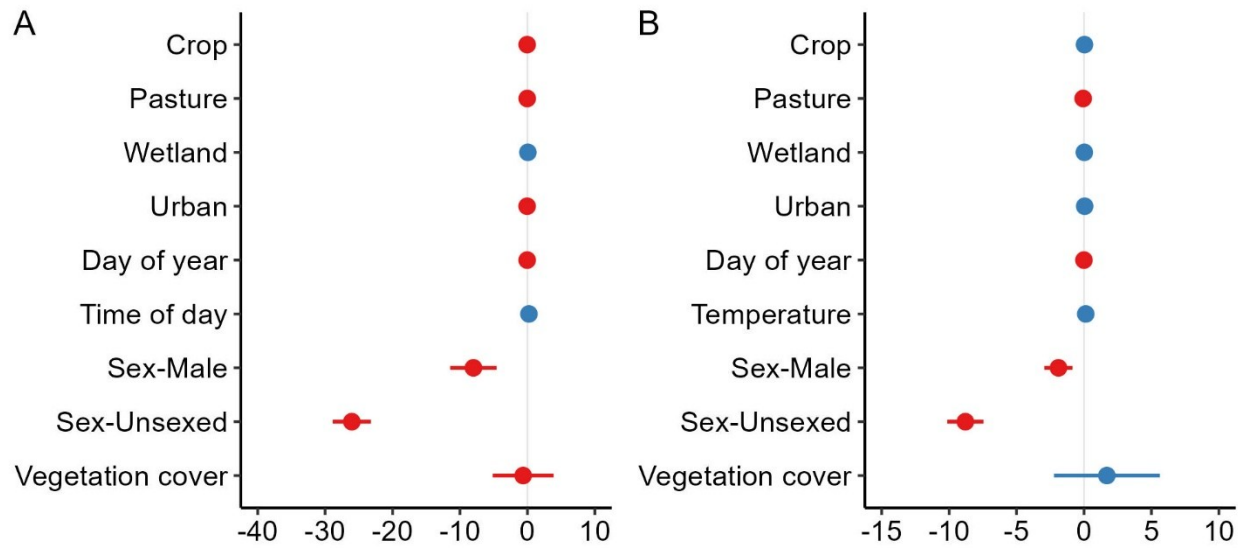 A
Crop
Pasture
Wetland
Urban
Day of year
Time of day
Sex-Male
Sex-Unsexed
Vegetation cover
-40 -30 -20 -10 0 10
B
Crop
Pasture
Wetland
Urban
Day of year
Temperature
Sex-Male
Sex-Unsexed
Vegetation cover
-15 -10 -5 0 5 10